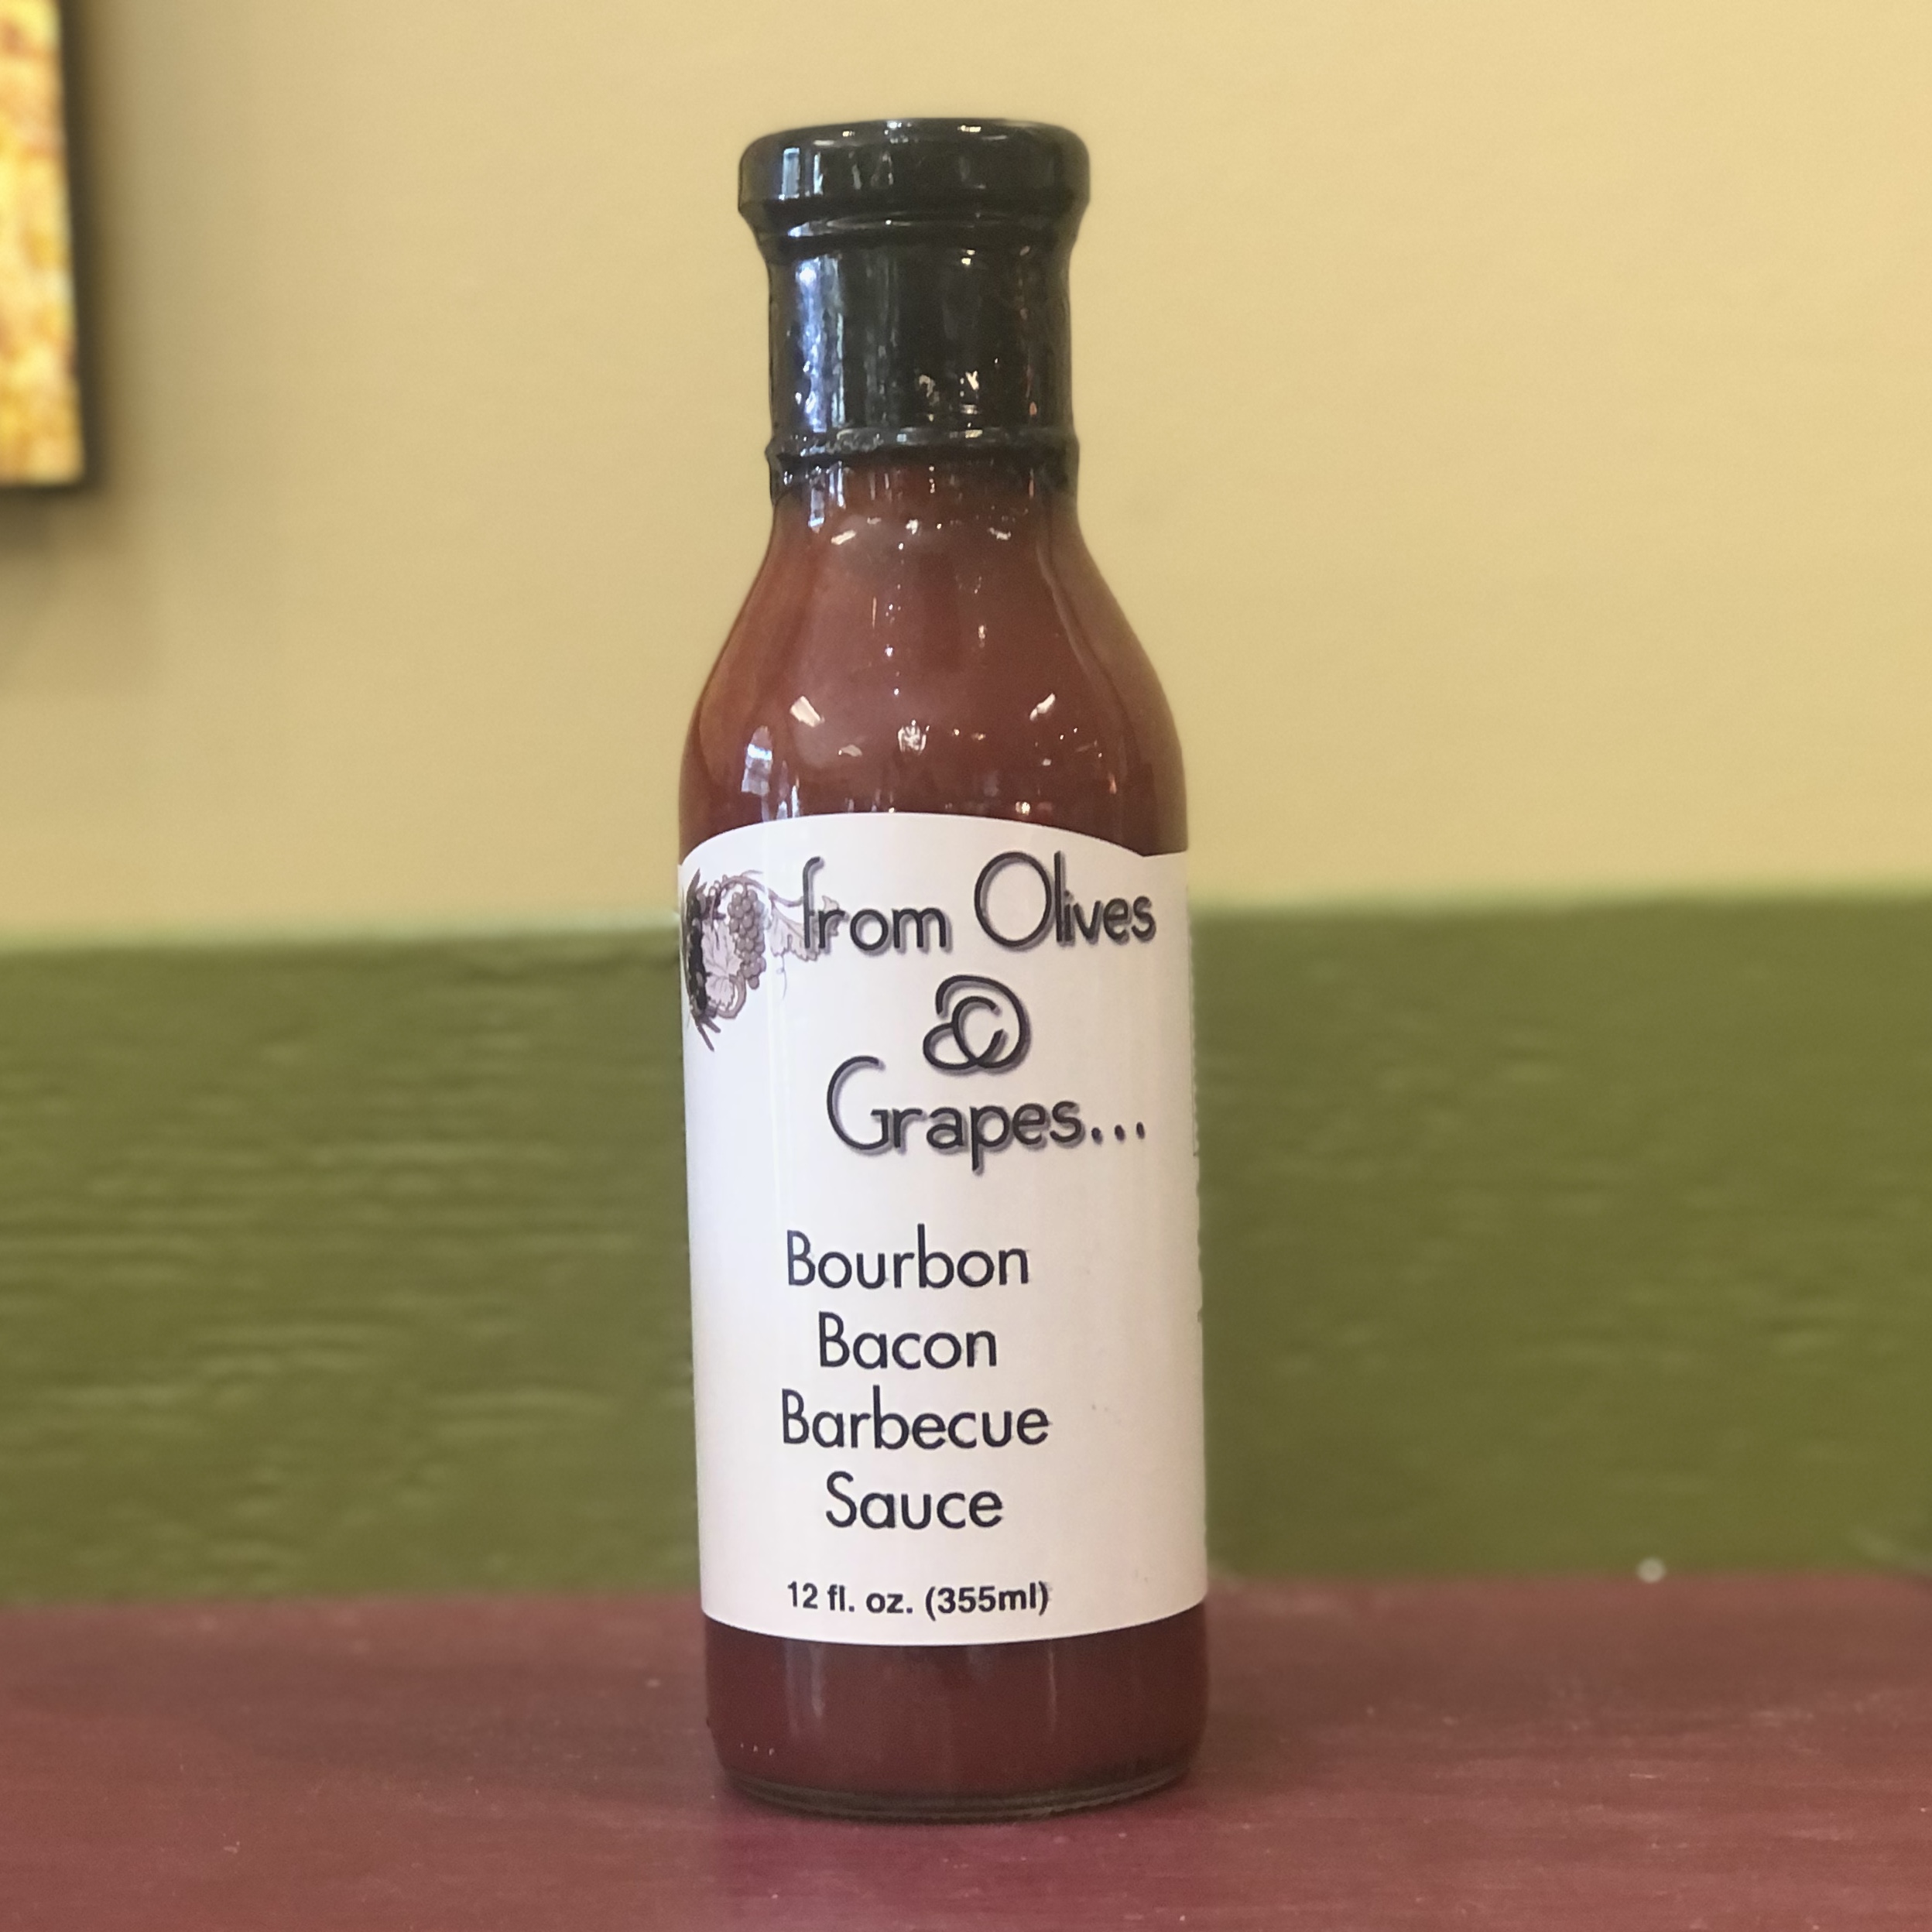 from Olives
&
Grapes...
Bourbon
Bacon
Barbecue
Sauce
12 fl. oz. (355ml)